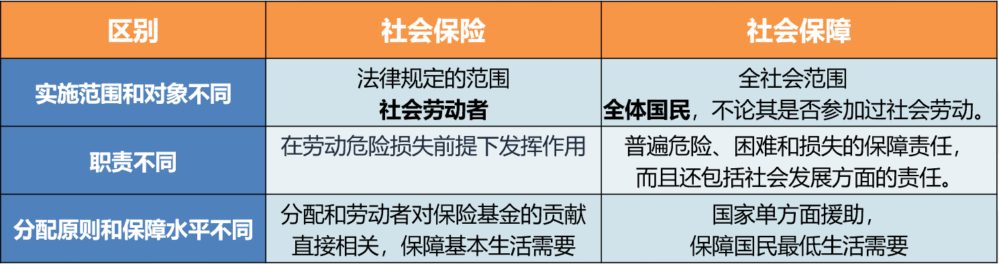 区别
社会保险
社会保障
实施范围和对象不同
法律规定的范围
社会劳动者
全社会范围
全体国民，不论其是否参加过社会劳动。
职责不同
在劳动危险损失前提下发挥作用
普遍危险、困难和损失的保障责任，
而且还包括社会发展方面的责任。
分配原则和保障水平不同
分配和劳动者对保险基金的贡献
直接相关，保障基本生活需要
国家单方面援助，
保障国民最低生活需要